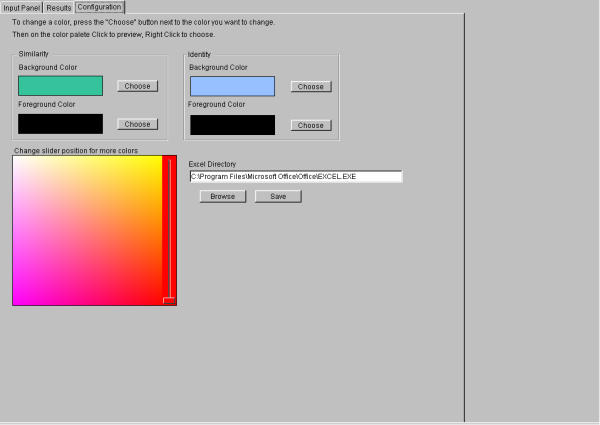 Input Panel Results Configuration
To change a color, press the "Choose" button next to the color you want to change.
Then on the color palete Click to preview, Right Click to choose.
Similarity
Background Color
Choose
Foreground Color
Choose
Identity
Background Color
Choose
Foreground Color
Choose
Change slider position for more colors
Excel Directory
C:\Program Files\Microsoft Office\Office\EXCEL.EXE
Browse Save